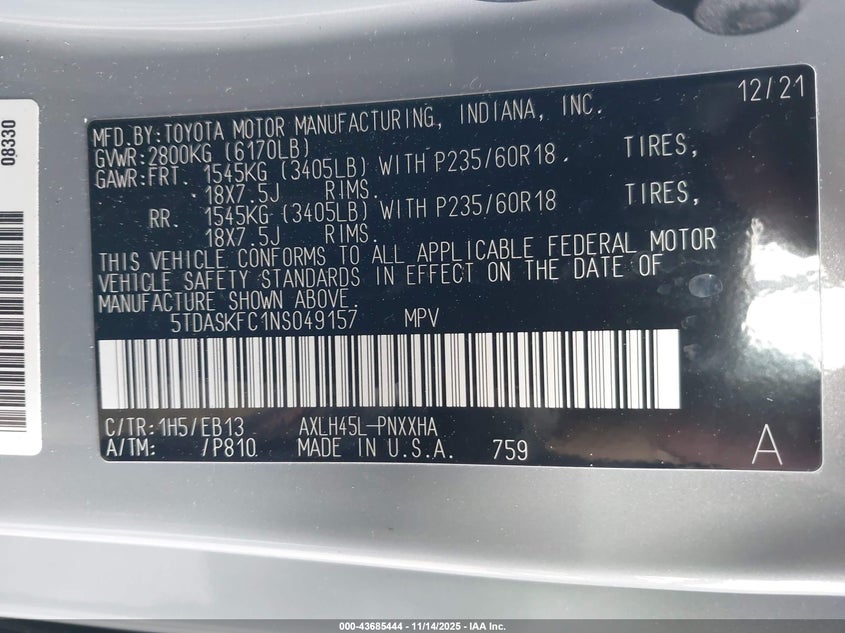 08330
12/21
MFD.BY:TOYOTA MOTOR MANUFACTURING, INDIANA, INC.
GVWR:2800KG (6170LB)
GAWR:FRT. 1545KG (3405LB) WITH P235/60R18 . TIRES,
18X7.5J RIMS.
RR. 1545KG (3405LB) WITH P235/60R18 TIRES,
18X7.5J RIMS.
THIS VEHICLE CONFORMS TO ALL APPLICABLE FEDERAL MOTOR
VEHICLE SAFETY STANDARDS IN EFFECT ON THE DATE OF
MANUFACTURE SHOWN ABOVE.
5TDASKFC1NS049157 MPV
C/TR:1H5/EB13 AXLH45L-PNXXHA
A/TM: /P810 MADE IN U.S.A. 759 A
000-43685444 - 11/14/2025 - IAA Inc.